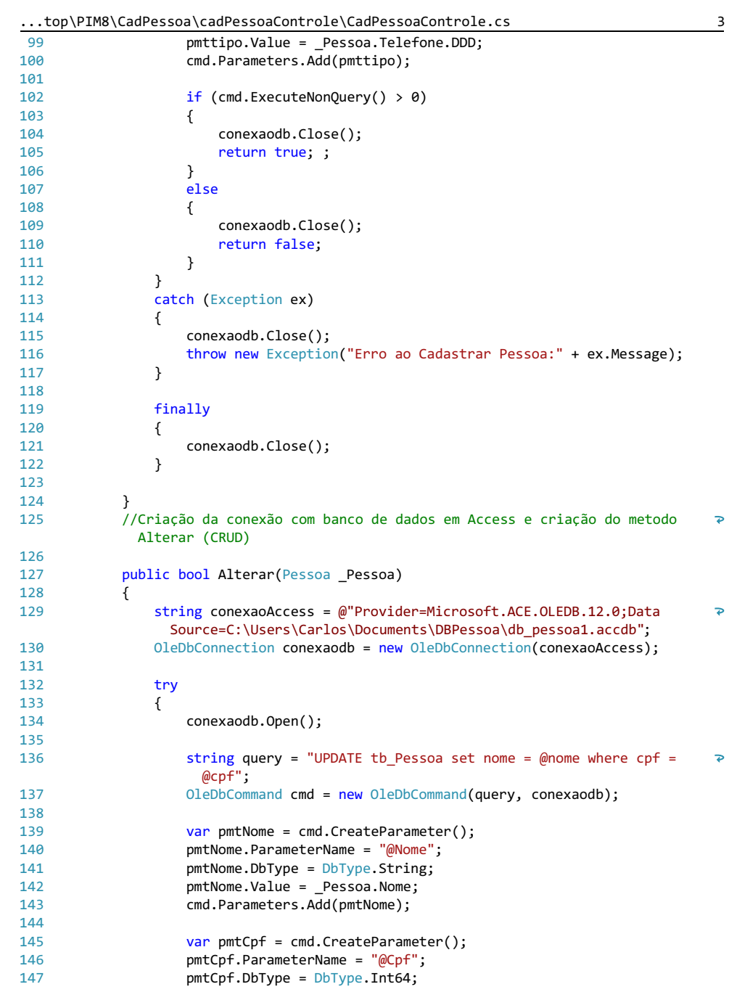 ...top\PIM8\CadPessoa\cadPessoaControle\CadPessoaControle.cs 3
99 pmttipo.Value = _Pessoa.Telefone.DDD;
100 cmd.Parameters.Add(pmttipo);
101
102 if (cmd.ExecuteNonQuery() > 0)
103 {
104 conexaodb.Close();
105 return true; ;
106 }
107 else
108 {
109 conexaodb.Close();
110 return false;
111 }
112 }
113 catch (Exception ex)
114 {
115 conexaodb.Close();
116 throw new Exception("Erro ao Cadastrar Pessoa:" + ex.Message);
117 }
118
119 finally
120 {
121 conexaodb.Close();
122 }
123
124 }
125 //Criação da conexão com banco de dados em Access e criação do metodo
Alterar (CRUD)
126
127 public bool Alterar(Pessoa _Pessoa)
128 {
129 string conexaoAccess = @"Provider=Microsoft.ACE.OLEDB.12.0;Data
Source=C:\Users\Carlos\Documents\DBPessoa\db_pessoa1.accdb";
130 OleDbConnection conexaodb = new OleDbConnection(conexaoAccess);
131
132 try
133 {
134 conexaodb.Open();
135
136 string query = "UPDATE tb_Pessoa set nome = @nome where cpf =
@cpf";
137 OleDbCommand cmd = new OleDbCommand(query, conexaodb);
138
139 var pmtNome = cmd.CreateParameter();
140 pmtNome.ParameterName = "@Nome";
141 pmtNome.DbType = DbType.String;
142 pmtNome.Value = _Pessoa.Nome;
143 cmd.Parameters.Add(pmtNome);
144
145 var pmtCpf = cmd.CreateParameter();
146 pmtCpf.ParameterName = "@Cpf";
147 pmtCpf.DbType = DbType.Int64;